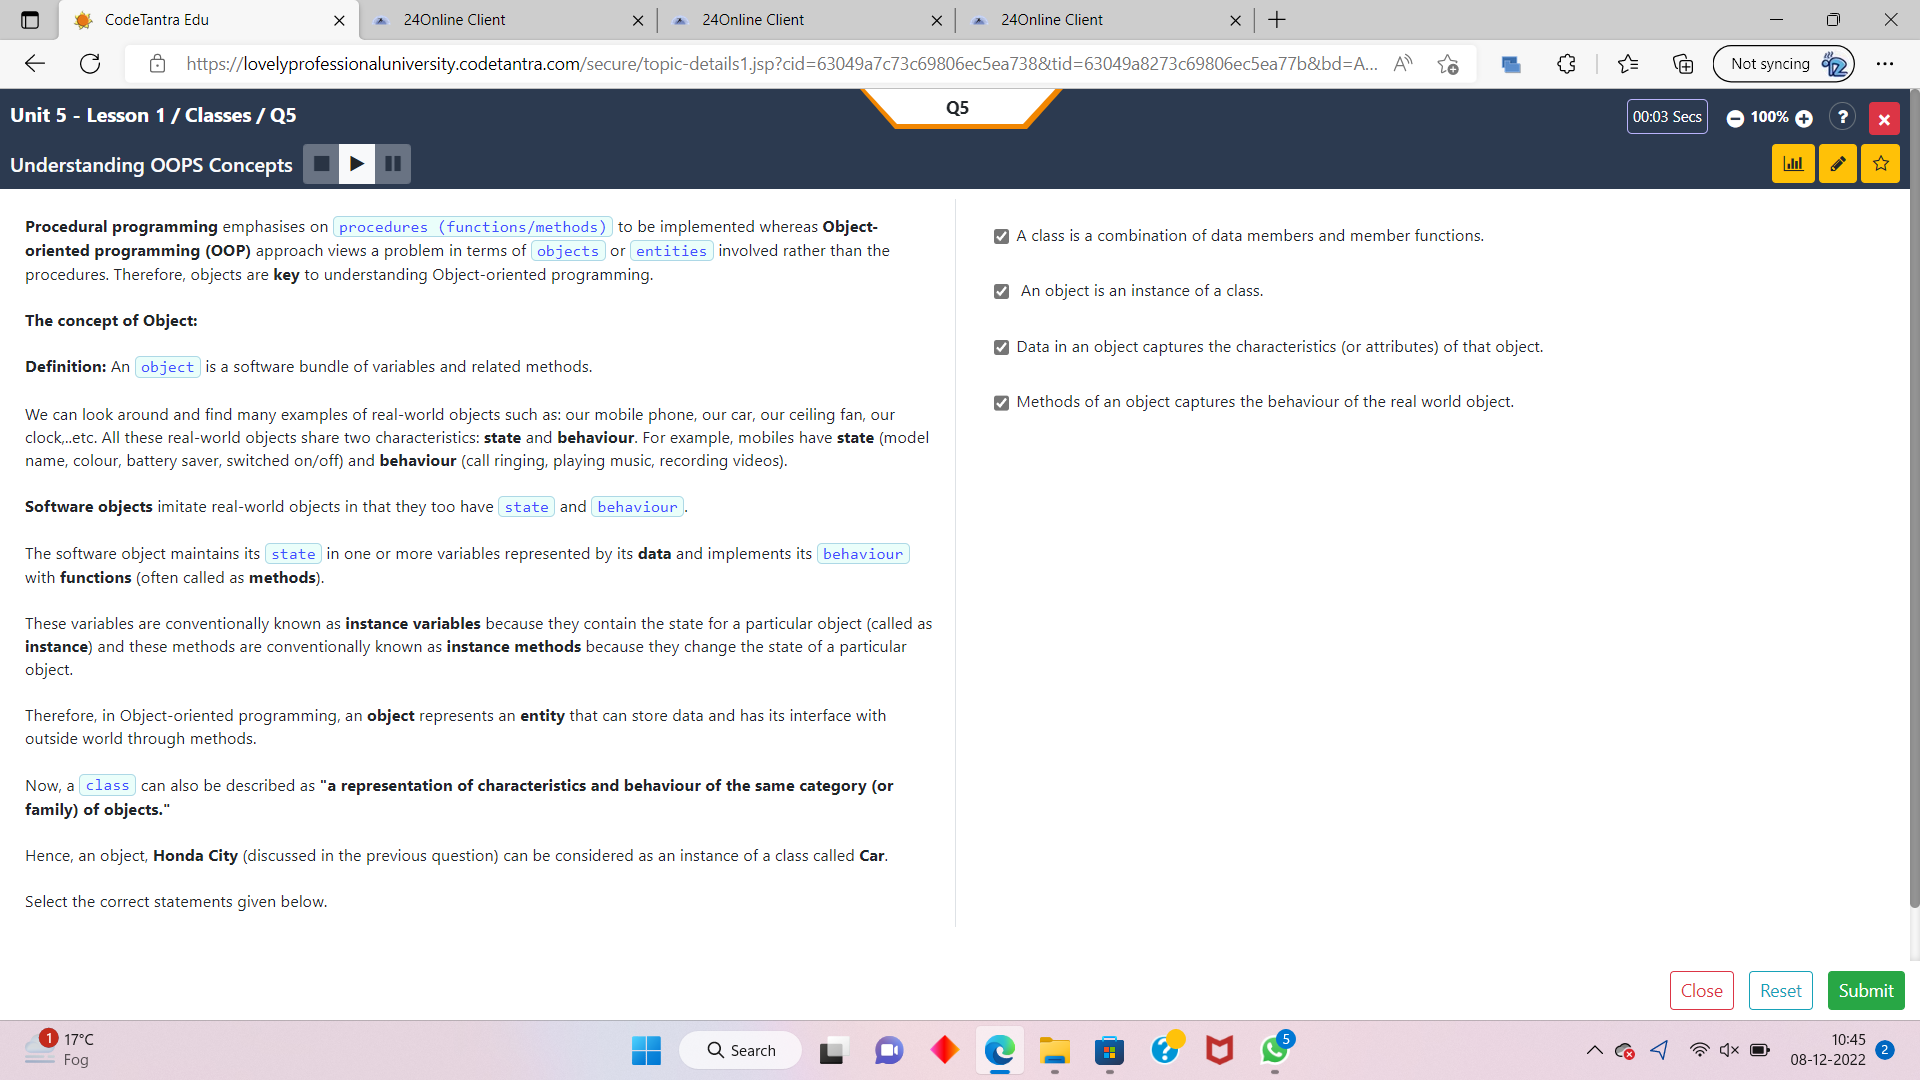 CodeTantra Edu
24Online Client
24Online Client
24Online Client
https://lovelyprofessionaluniversity.codetantra.com/secure/topic-details1.jsp?cid=63049a7c73c69806ec5ea738&tid=63049a8273c69806ec5ea77b&bd=A...
Not syncing
Unit 5 - Lesson 1 / Classes / Q5
Q5
00:03 Secs
100%
?
Understanding OOPS Concepts
Procedural programming emphasises on procedures (functions/methods) to be implemented whereas Object-
oriented programming (OOP) approach views a problem in terms of objects or entities involved rather than the
procedures. Therefore, objects are key to understanding Object-oriented programming.
The concept of Object:
Definition: An object is a software bundle of variables and related methods.
We can look around and find many examples of real-world objects such as: our mobile phone, our car, our ceiling fan, our
clock,..etc. All these real-world objects share two characteristics: state and behaviour. For example, mobiles have state (model
name, colour, battery saver, switched on/off) and behaviour (call ringing, playing music, recording videos).
Software objects imitate real-world objects in that they too have state and behaviour.
The software object maintains its state in one or more variables represented by its data and implements its behaviour
with functions (often called as methods).
These variables are conventionally known as instance variables because they contain the state for a particular object (called as
instance) and these methods are conventionally known as instance methods because they change the state of a particular
object.
Therefore, in Object-oriented programming, an object represents an entity that can store data and has its interface with
outside world through methods.
Now, a class can also be described as "a representation of characteristics and behaviour of the same category (or
family) of objects."
Hence, an object, Honda City (discussed in the previous question) can be considered as an instance of a class called Car.
Select the correct statements given below.
A class is a combination of data members and member functions.
An object is an instance of a class.
Data in an object captures the characteristics (or attributes) of that object.
Methods of an object captures the behaviour of the real world object.
Close
Reset
Submit
1
17°C
Fog
Search
5
10:45
08-12-2022
2